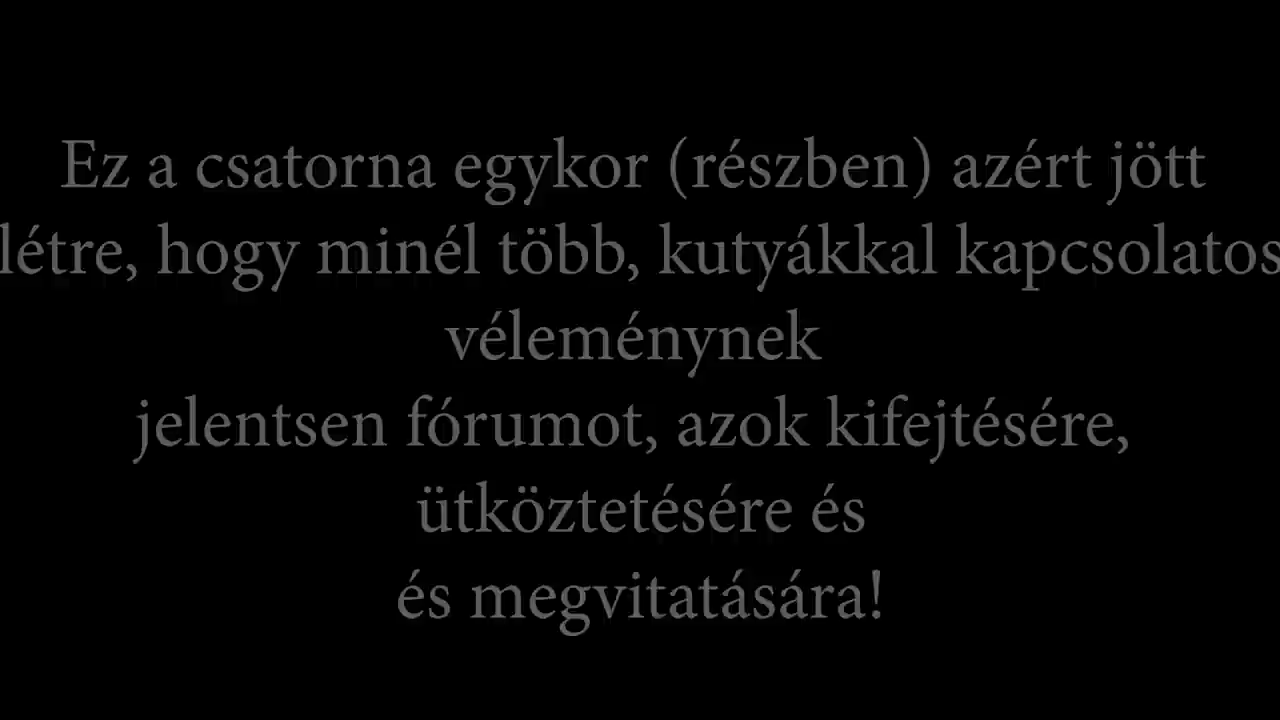 Ez a csatorna egykor (részben) azért jött
létre, hogy minél több, kutyákkal kapcsolatos
véleménynek
jelentsen fórumot, azok kifejtésére,
ütköztetésére és
és megvitatására!